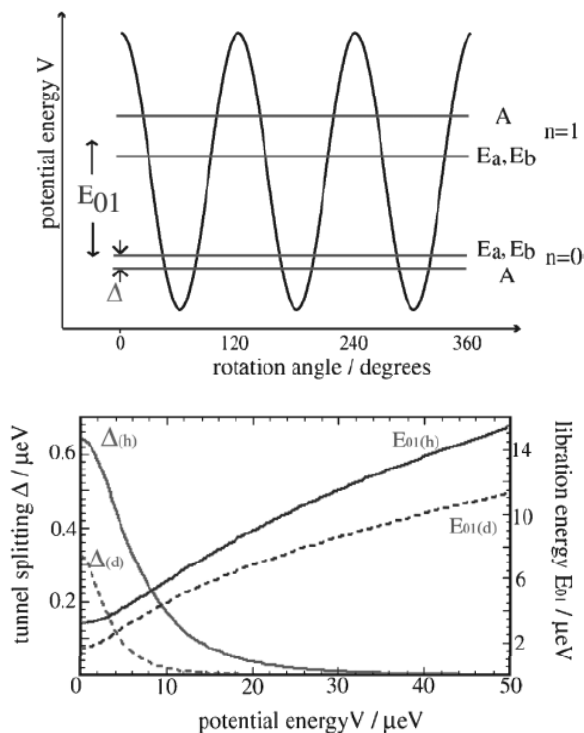 potential energy V
A
n=1
Ea,Eb
E01
Ea,Eb
n=0
A
Δ
0 120 240 360
rotation angle / degrees
tunnel splitting Δ / µeV
0.6
0.4
0.2
Δ(h)
Δ(d)
E01(h)
E01(d)
14
10
6
2
libration energy E01 / µeV
0 10 20 30 40 50
potential energyV / µeV